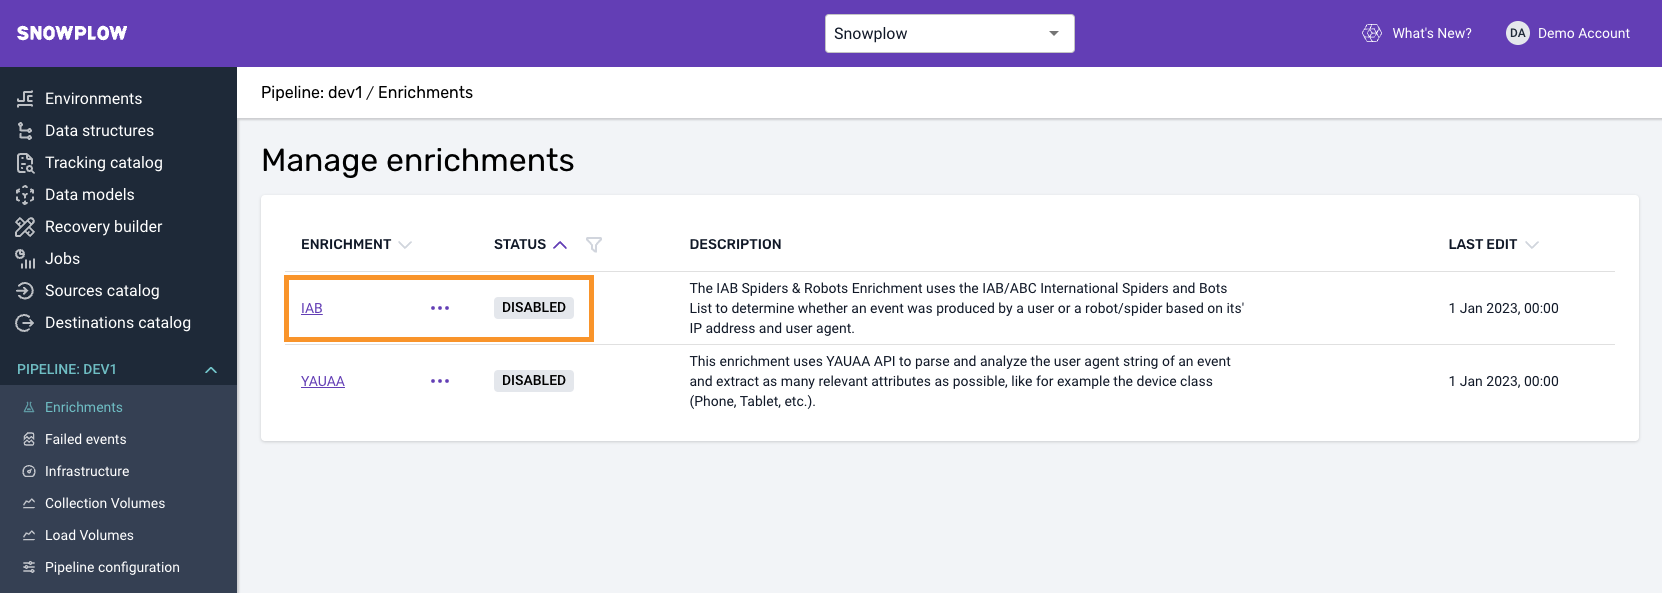 SNOWPLOW
Snowplow
What's New?
DA
Demo Account
Environments
Data structures
Tracking catalog
Data models
Recovery builder
Jobs
Sources catalog
Destinations catalog
PIPELINE: DEV1
Enrichments
Failed events
Infrastructure
Collection Volumes
Load Volumes
Pipeline configuration
Pipeline: dev1 / Enrichments
Manage enrichments
ENRICHMENT
STATUS
DESCRIPTION
LAST EDIT
IAB
DISABLED
The IAB Spiders & Robots Enrichment uses the IAB/ABC International Spiders and Bots
List to determine whether an event was produced by a user or a robot/spider based on its'
IP address and user agent.
1 Jan 2023, 00:00
YAUAA
DISABLED
This enrichment uses YAUAA API to parse and analyze the user agent string of an event
and extract as many relevant attributes as possible, like for example the device class
(Phone, Tablet, etc.).
1 Jan 2023, 00:00